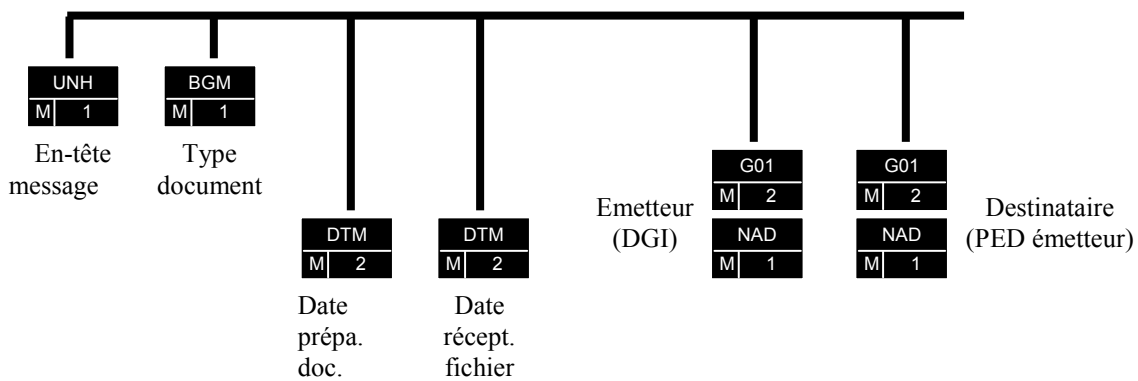 UNH
M 1
En-tête
message
BGM
M 1
Type
document
DTM
M 2
Date
prépa.
doc.
DTM
M 2
Date
récept.
fichier
Emetteur
(DGI)
G01
M 2
NAD
M 1
G01
M 2
NAD
M 1
Destinataire
(PED émetteur)